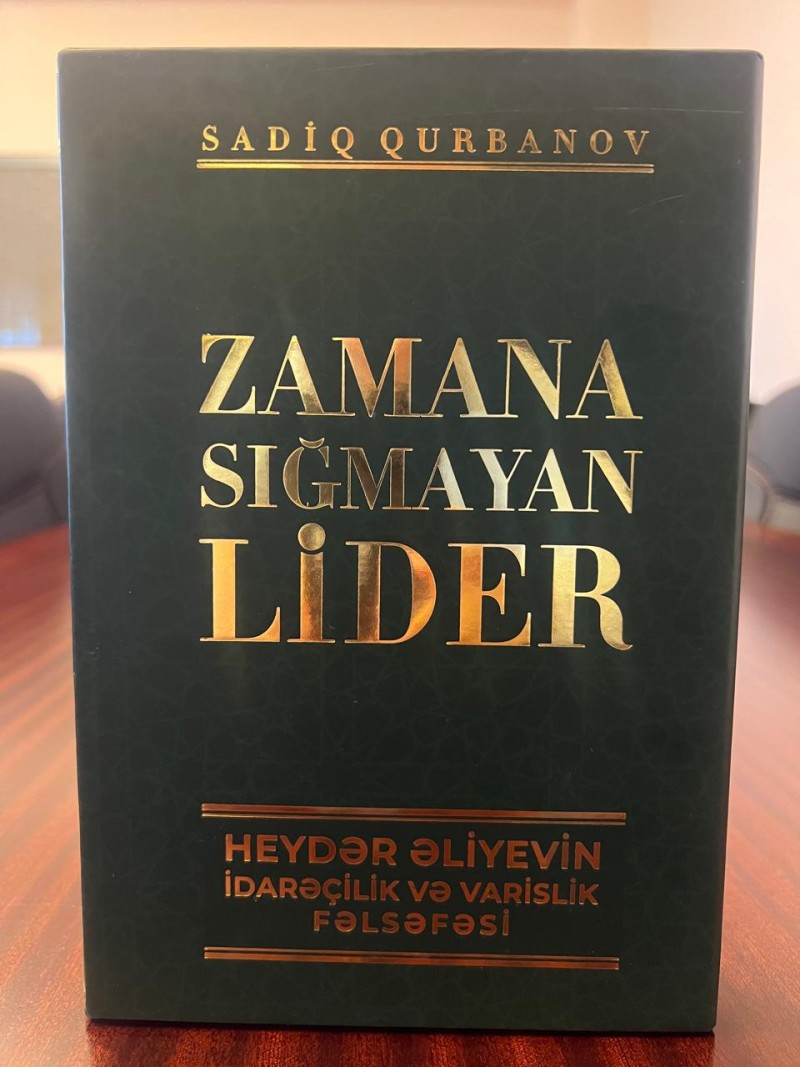 SADİQ QURBANOV
ZAMANA
SIĞMAYAN
LİDER
HEYDƏR ƏLİYEVİN
İDARƏÇİLİK VƏ VARİSLİK
FƏLSƏFƏSİ